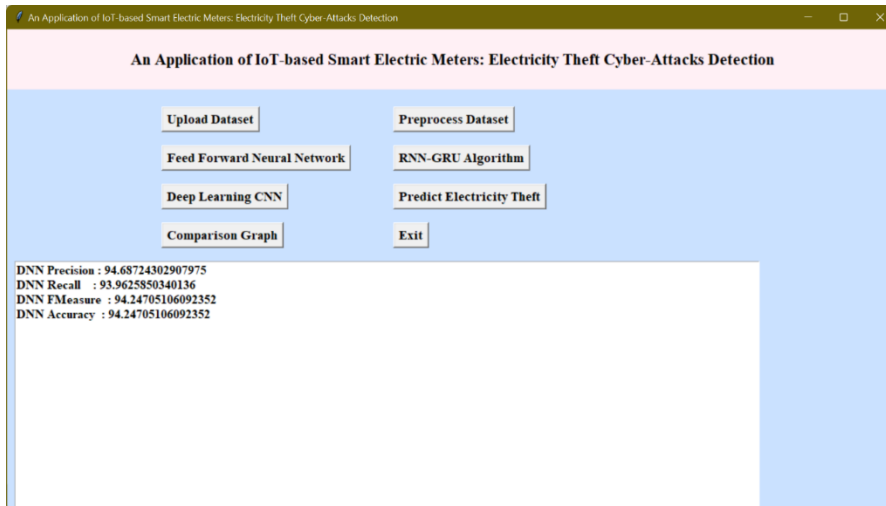 An Application of IoT-based Smart Electric Meters: Electricity Theft Cyber-Attacks Detection
An Application of IoT-based Smart Electric Meters: Electricity Theft Cyber-Attacks Detection
Upload Dataset Preprocess Dataset
Feed Forward Neural Network RNN-GRU Algorithm
Deep Learning CNN Predict Electricity Theft
Comparison Graph Exit
DNN Precision : 94.68724302907975
DNN Recall : 93.9625850340136
DNN FMeasure : 94.24705106092352
DNN Accuracy : 94.24705106092352